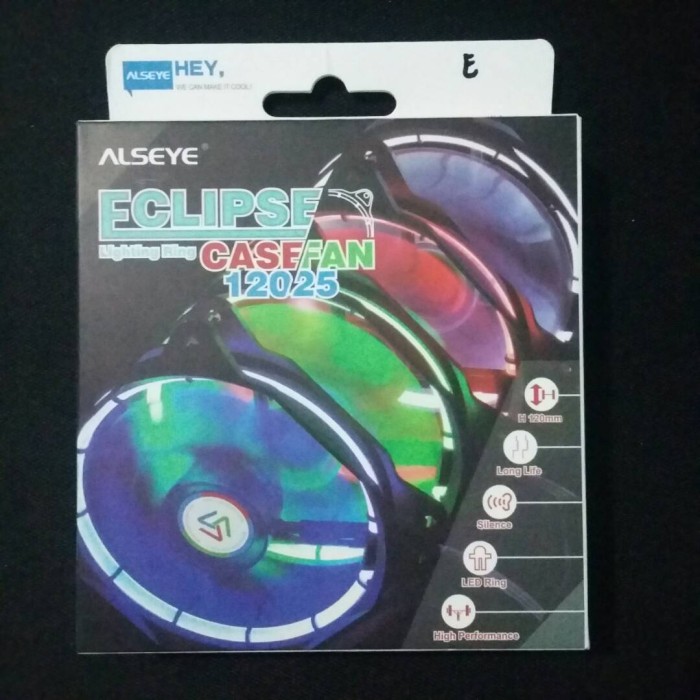 ALSEYE HEY,
WE CAN MAKE IT COOL!
E
ALSEYE
ECLIPSE
Lighting Ring CASEFAN
12025
H 120mm
Long Life
Silence
LED Ring
High Performance